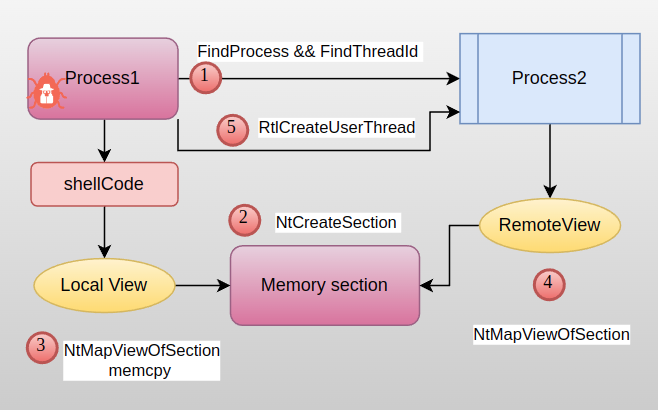 FindProcess && FindThreadId
Process1
1
Process2
5
RtlCreateUserThread
shellCode
2
NtCreateSection
RemoteView
Local View
Memory section
4
3
NtMapViewOfSection
memcpy
NtMapViewOfSection